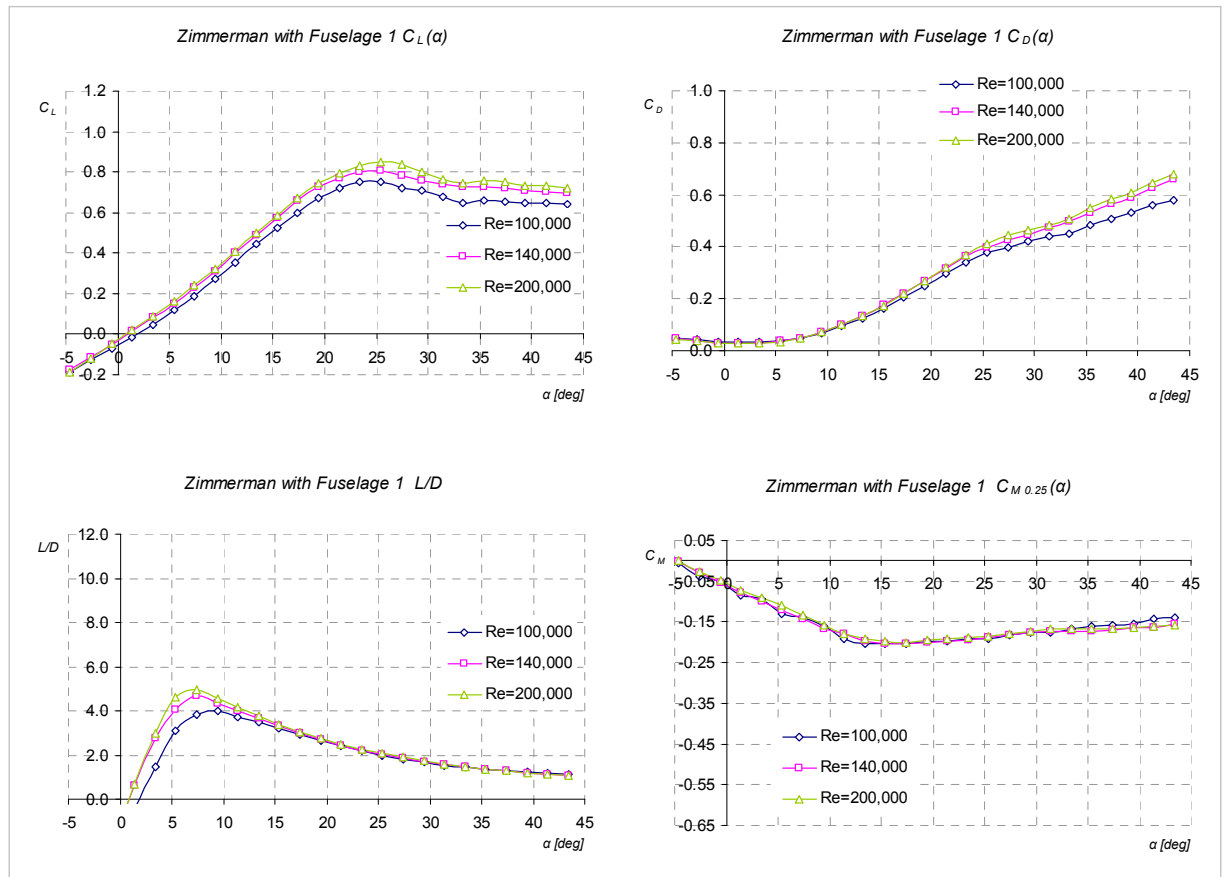 Zimmerman with Fuselage 1 C L (α)
C L
1.2
1.0
0.8
0.6
0.4
0.2
0.0
-0.2
-5 0 5 10 15 20 25 30 35 40 45
α [deg]
Re=100,000
Re=140,000
Re=200,000
Zimmerman with Fuselage 1 C D (α)
C D
1.0
0.8
0.6
0.4
0.2
0.0
-5 0 5 10 15 20 25 30 35 40 45
α [deg]
Re=100,000
Re=140,000
Re=200,000
Zimmerman with Fuselage 1 L/D
L/D
12.0
10.0
8.0
6.0
4.0
2.0
0.0
-5 0 5 10 15 20 25 30 35 40 45
α [deg]
Re=100,000
Re=140,000
Re=200,000
Zimmerman with Fuselage 1 C M 0.25 (α)
C M
0.05
-0.05
-0.15
-0.25
-0.35
-0.45
-0.55
-0.65
-5 0 5 10 15 20 25 30 35 40 45
α [deg]
Re=100,000
Re=140,000
Re=200,000